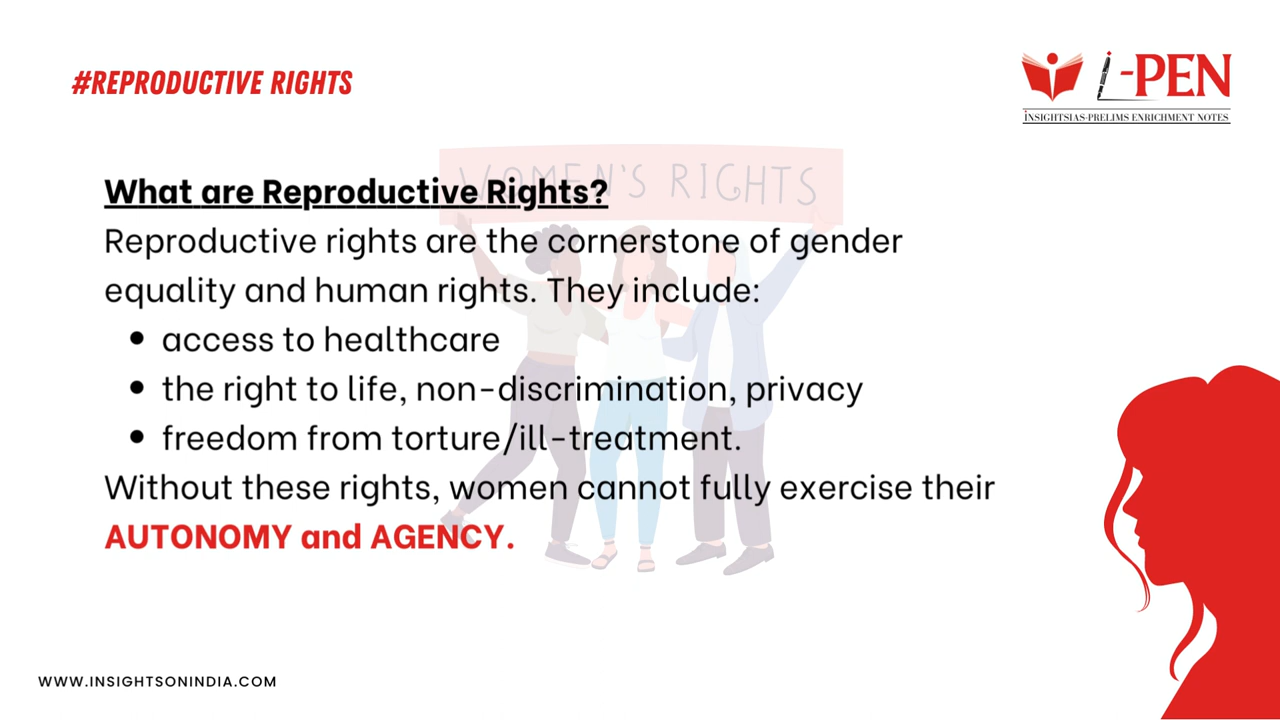 #REPRODUCTIVE RIGHTS
i-PEN
INSIGHTSIAS-PRELIMS ENRICHMENT NOTES
WOMEN'S RIGHTS
What are Reproductive Rights?
Reproductive rights are the cornerstone of gender
equality and human rights. They include:
• access to healthcare
• the right to life, non-discrimination, privacy
• freedom from torture/ill-treatment.
Without these rights, women cannot fully exercise their
AUTONOMY and AGENCY.
WWW.INSIGHTSONINDIA.COM